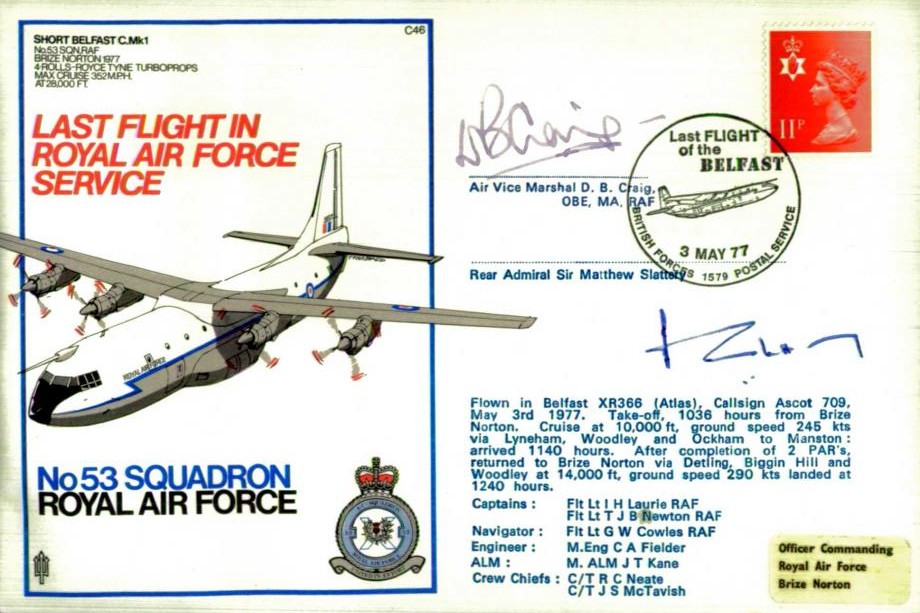 C46
SHORT BELFAST C.Mk1
No.53 SQN,RAF
BRIZE NORTON 1977
4-ROLLS-ROYCE TYNE TURBOPROPS
MAX CRUISE 352M.P.H.
AT 28,000 FT.
LAST FLIGHT IN
ROYAL AIR FORCE
SERVICE
ROYAL AIR FORCE
No 53 SQUADRON
ROYAL AIR FORCE
11P
Last FLIGHT
of the
BELFAST
3 MAY 77
BRITISH FORCES 1579 POSTAL SERVICE
DBCraig
Air Vice Marshal D. B. Craig,
OBE, MA, RAF
Rear Admiral Sir Matthew Slattery
Flown in Belfast XR366 (Atlas), Callsign Ascot 709,
May 3rd 1977. Take-off, 1036 hours from Brize
Norton. Cruise at 10,000 ft, ground speed 245 kts
via Lyneham, Woodley and Ockham to Manston :
arrived 1140 hours. After completion of 2 PAR's,
returned to Brize Norton via Detling, Biggin Hill and
Woodley at 14,000 ft, ground speed 290 kts landed at
1240 hours.
Captains : Flt Lt I H Laurie RAF
Flt Lt T J B Newton RAF
Navigator : Flt Lt G W Cowles RAF
Engineer : M.Eng C A Fielder
ALM : M. ALM J T Kane
Crew Chiefs : C/T R C Neate
C/T J S McTavish
Officer Commanding
Royal Air Force
Brize Norton